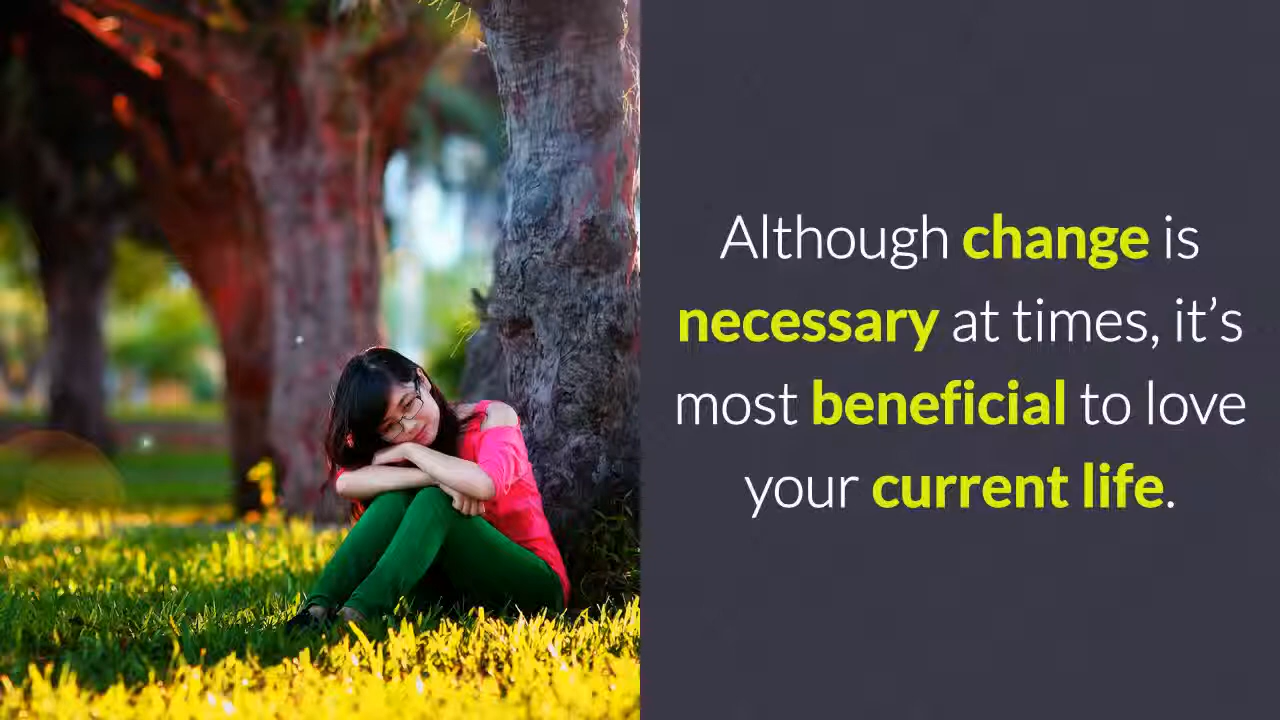 Although change is
necessary at times, it’s
most beneficial to love
your current life.